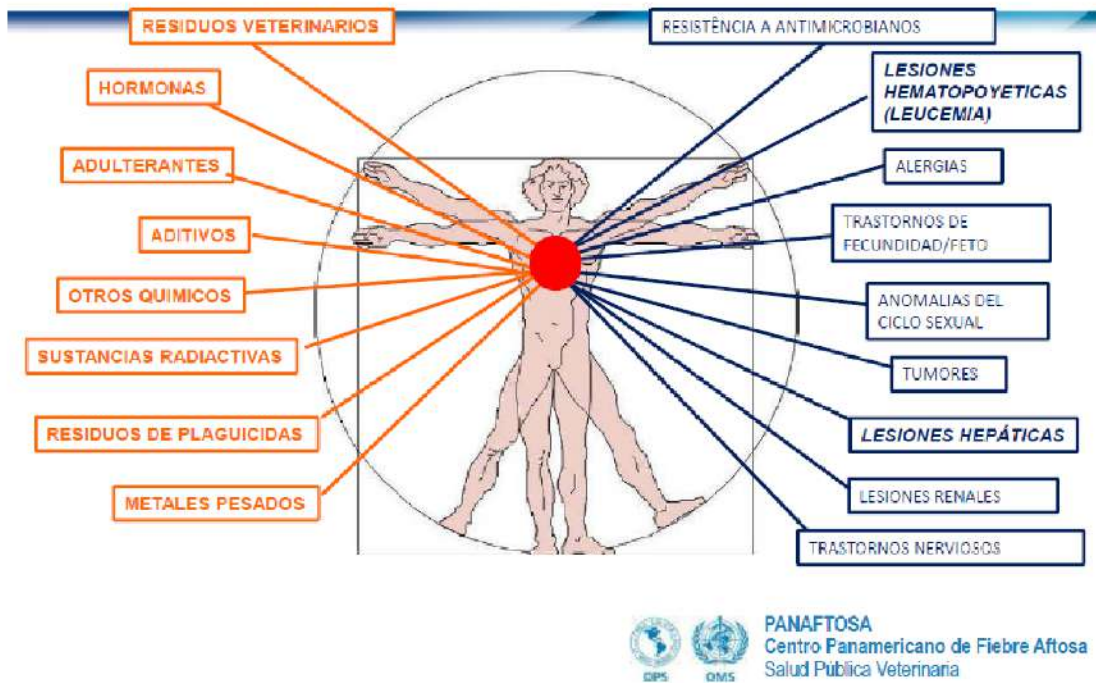 RESIDUOS VETERINARIOS
HORMONAS
ADULTERANTES
ADITIVOS
OTROS QUIMICOS
SUSTANCIAS RADIACTIVAS
RESIDUOS DE PLAGUICIDAS
METALES PESADOS
RESISTÊNCIA A ANTIMICROBIANOS
LESIONES
HEMATOPOYETICAS
(LEUCEMIA)
ALERGIAS
TRASTORNOS DE
FECUNDIDAD/FETO
ANOMALIAS DEL
CICLO SEXUAL
TUMORES
LESIONES HEPÁTICAS
LESIONES RENALES
TRASTORNOS NERVIOSOS
OPS
OMS
PANAFTOSA
Centro Panamericano de Fiebre Aftosa
Salud Pública Veterinaria